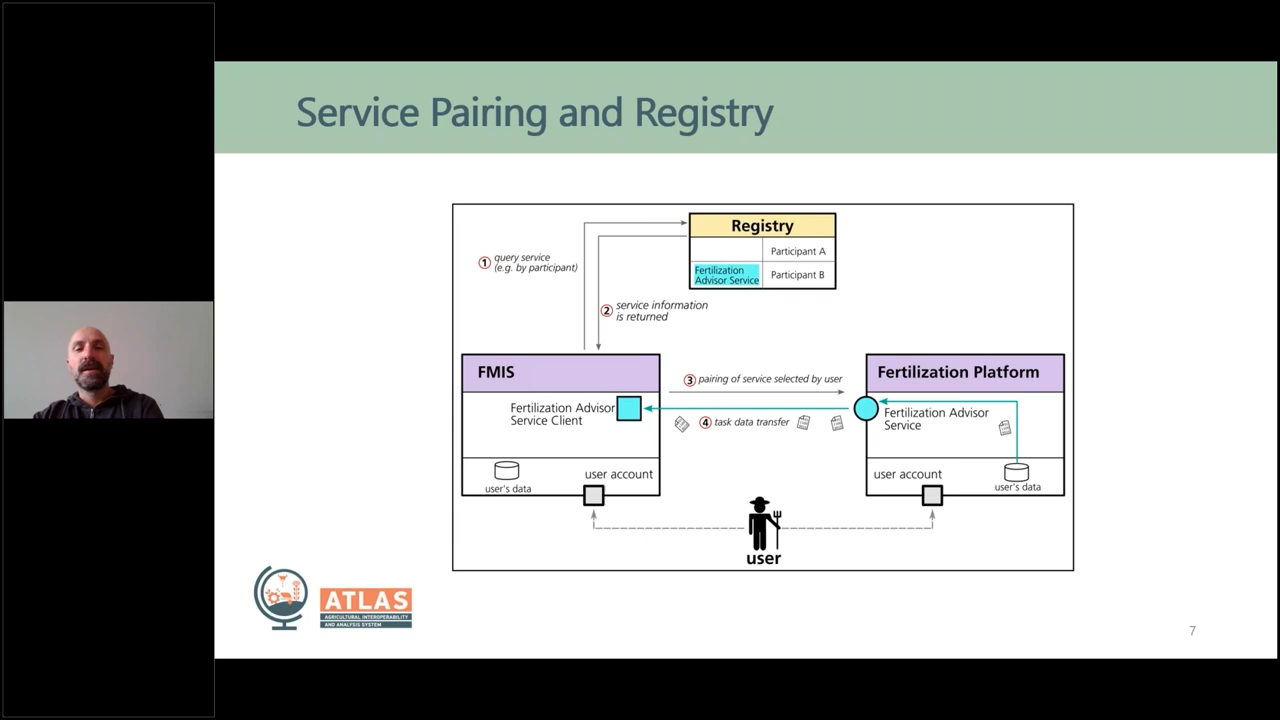 Service Pairing and Registry
Registry
Participant A
Fertilization
Advisor Service
Participant B
1
query service
(e.g. by participant)
2
service information
is returned
FMIS
Fertilization Advisor
Service Client
user's data
user account
3 pairing of service selected by user
4 task data transfer
Fertilization Platform
Fertilization Advisor
Service
user account
user's data
user
ATLAS
AGRICULTURAL INTEROPERABILITY
AND ANALYSIS SYSTEM
7